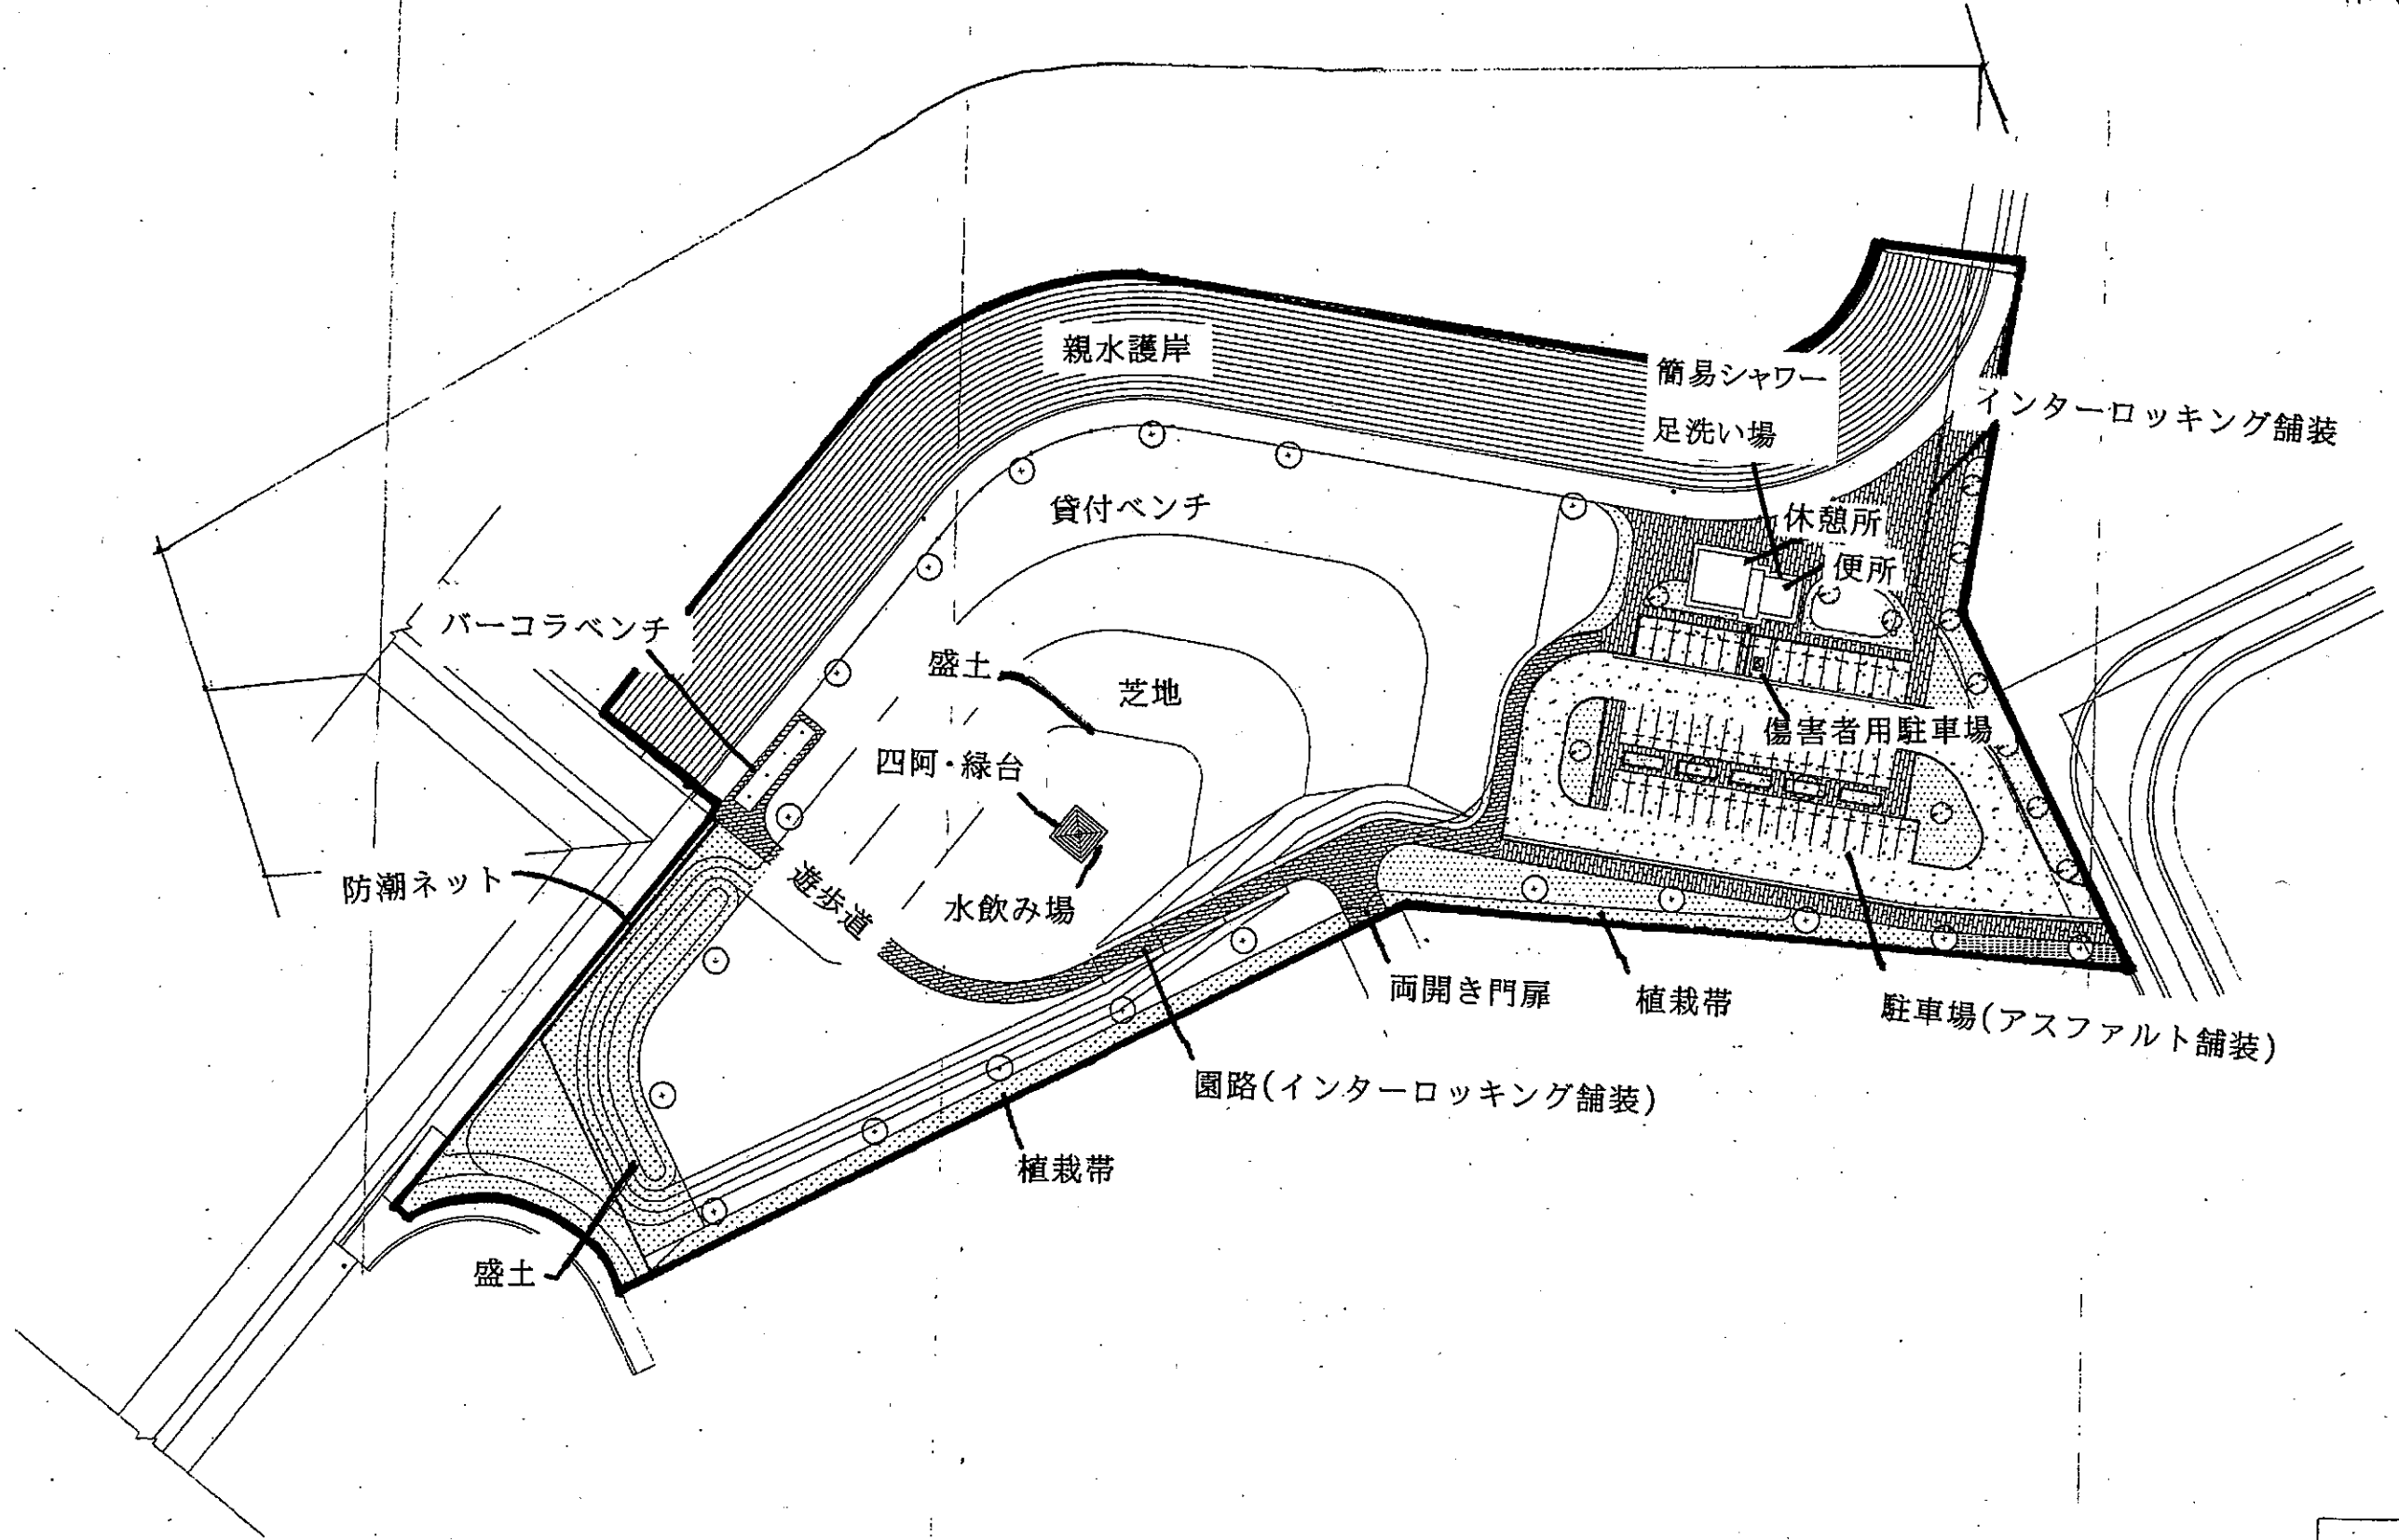 親水護岸
簡易シャワー
足洗い場
インターロッキング舗装
貸付ベンチ
休憩所
便所
バーコラベンチ
盛土
芝地
傷害者用駐車場
四阿・緑台
防潮ネット
遊歩道
水飲み場
両開き門扉
植栽帯
駐車場(アスファルト舗装)
園路(インターロッキング舗装)
植栽帯
盛土